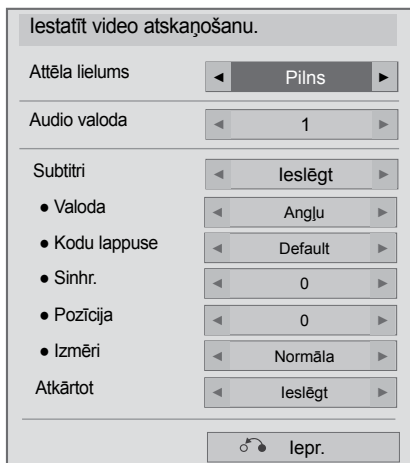 Iestatīt video atskaņošanu.
Attēla lielums ◄ Pilns ►
Audio valoda ◄ 1 ►
Subtitri ◄ Ieslēgt ►
● Valoda ◄ Angļu ►
● Kodu lappuse ◄ Default ►
● Sinhr. ◄ 0 ►
● Pozīcija ◄ 0 ►
● Izmēri ◄ Normāla ►
Atkārtot ◄ Ieslēgt ►
Iepr.